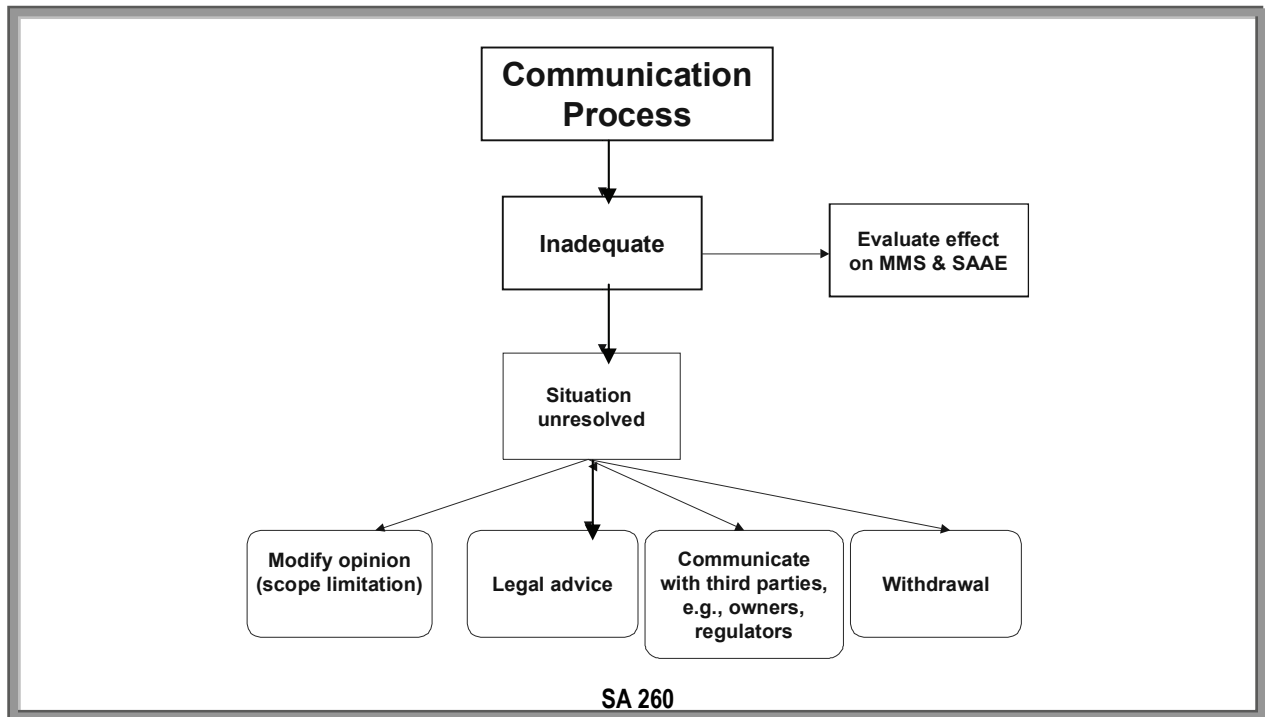 Communication
Process
Inadequate
Evaluate effect
on MMS & SAAE
Situation
unresolved
Modify opinion
(scope limitation)
Legal advice
Communicate
with third parties,
e.g., owners,
regulators
Withdrawal
SA 260